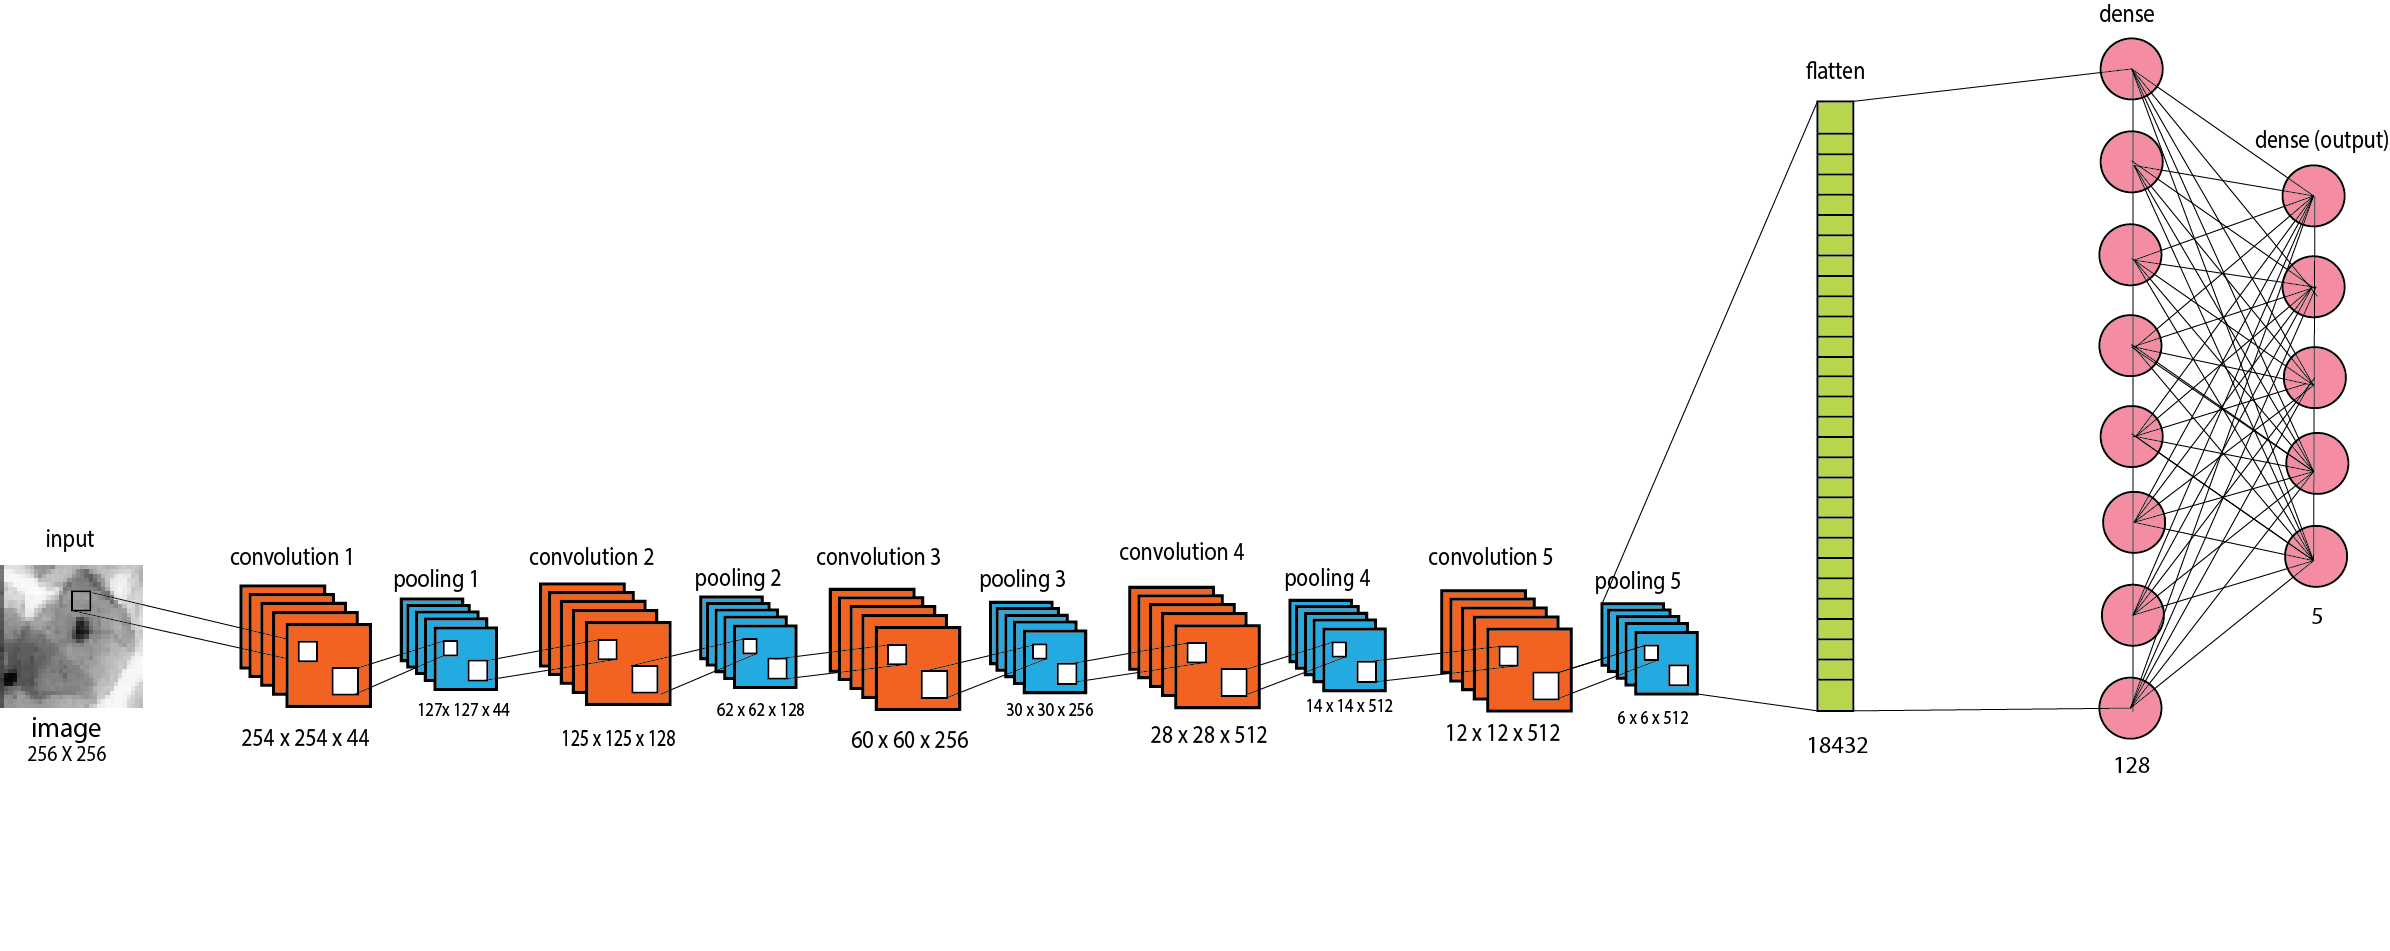 input
image
256 X 256
convolution 1
254 x 254 x 44
pooling 1
127x 127 x 44
convolution 2
125 x 125 x 128
pooling 2
62 x 62 x 128
convolution 3
60 x 60 x 256
pooling 3
30 x 30 x 256
convolution 4
28 x 28 x 512
pooling 4
14 x 14 x 512
convolution 5
12 x 12 x 512
pooling 5
6 x 6 x 512
flatten
18432
dense
128
dense (output)
5